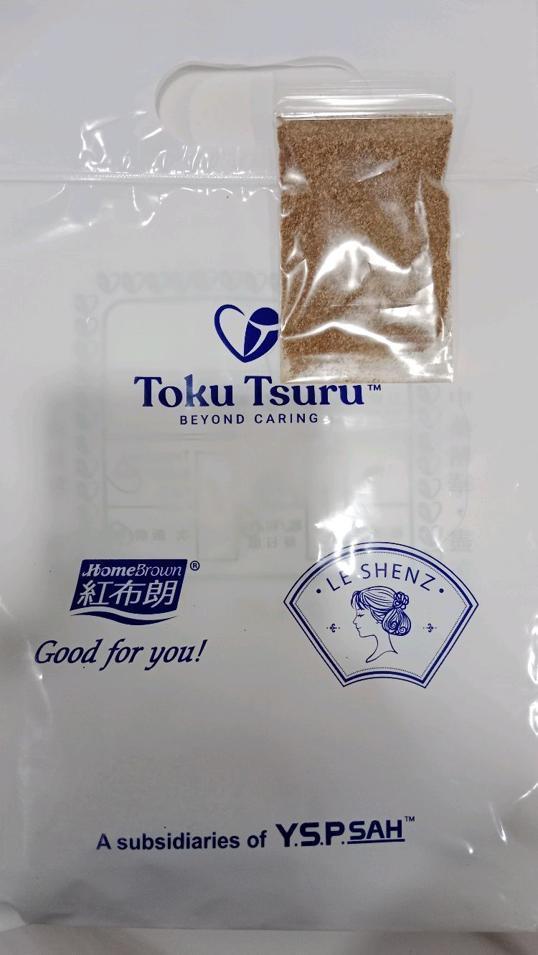 Toku Tsuru™
BEYOND CARING
HomeBrown®
紅布朗
Good for you!
· LE SHENZ ·
A subsidiaries of Y.S.P.SAH™